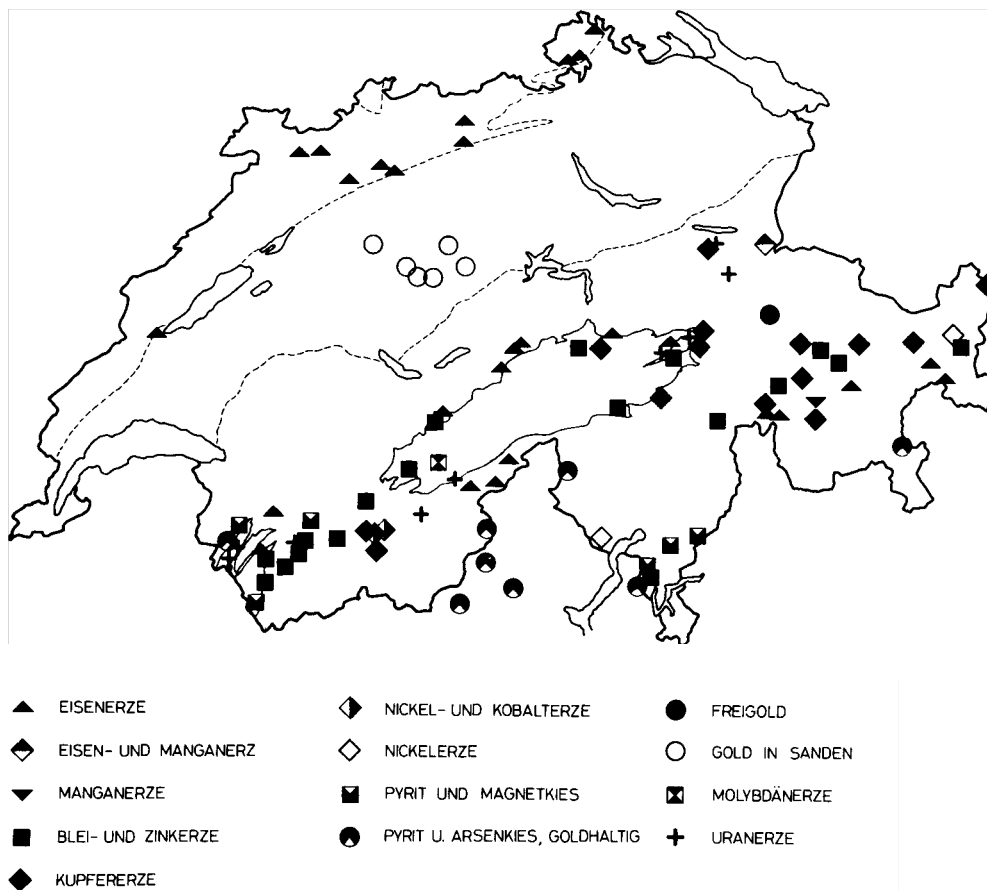 EISENERZE
EISEN- UND MANGANERZ
MANGANERZE
BLEI- UND ZINKERZE
KUPFERERZE
NICKEL- UND KOBALTERZE
NICKELERZE
PYRIT UND MAGNETKIES
PYRIT U. ARSENKIES, GOLDHALTIG
FREIGOLD
GOLD IN SANDEN
MOLYBDÄNERZE
URANERZE